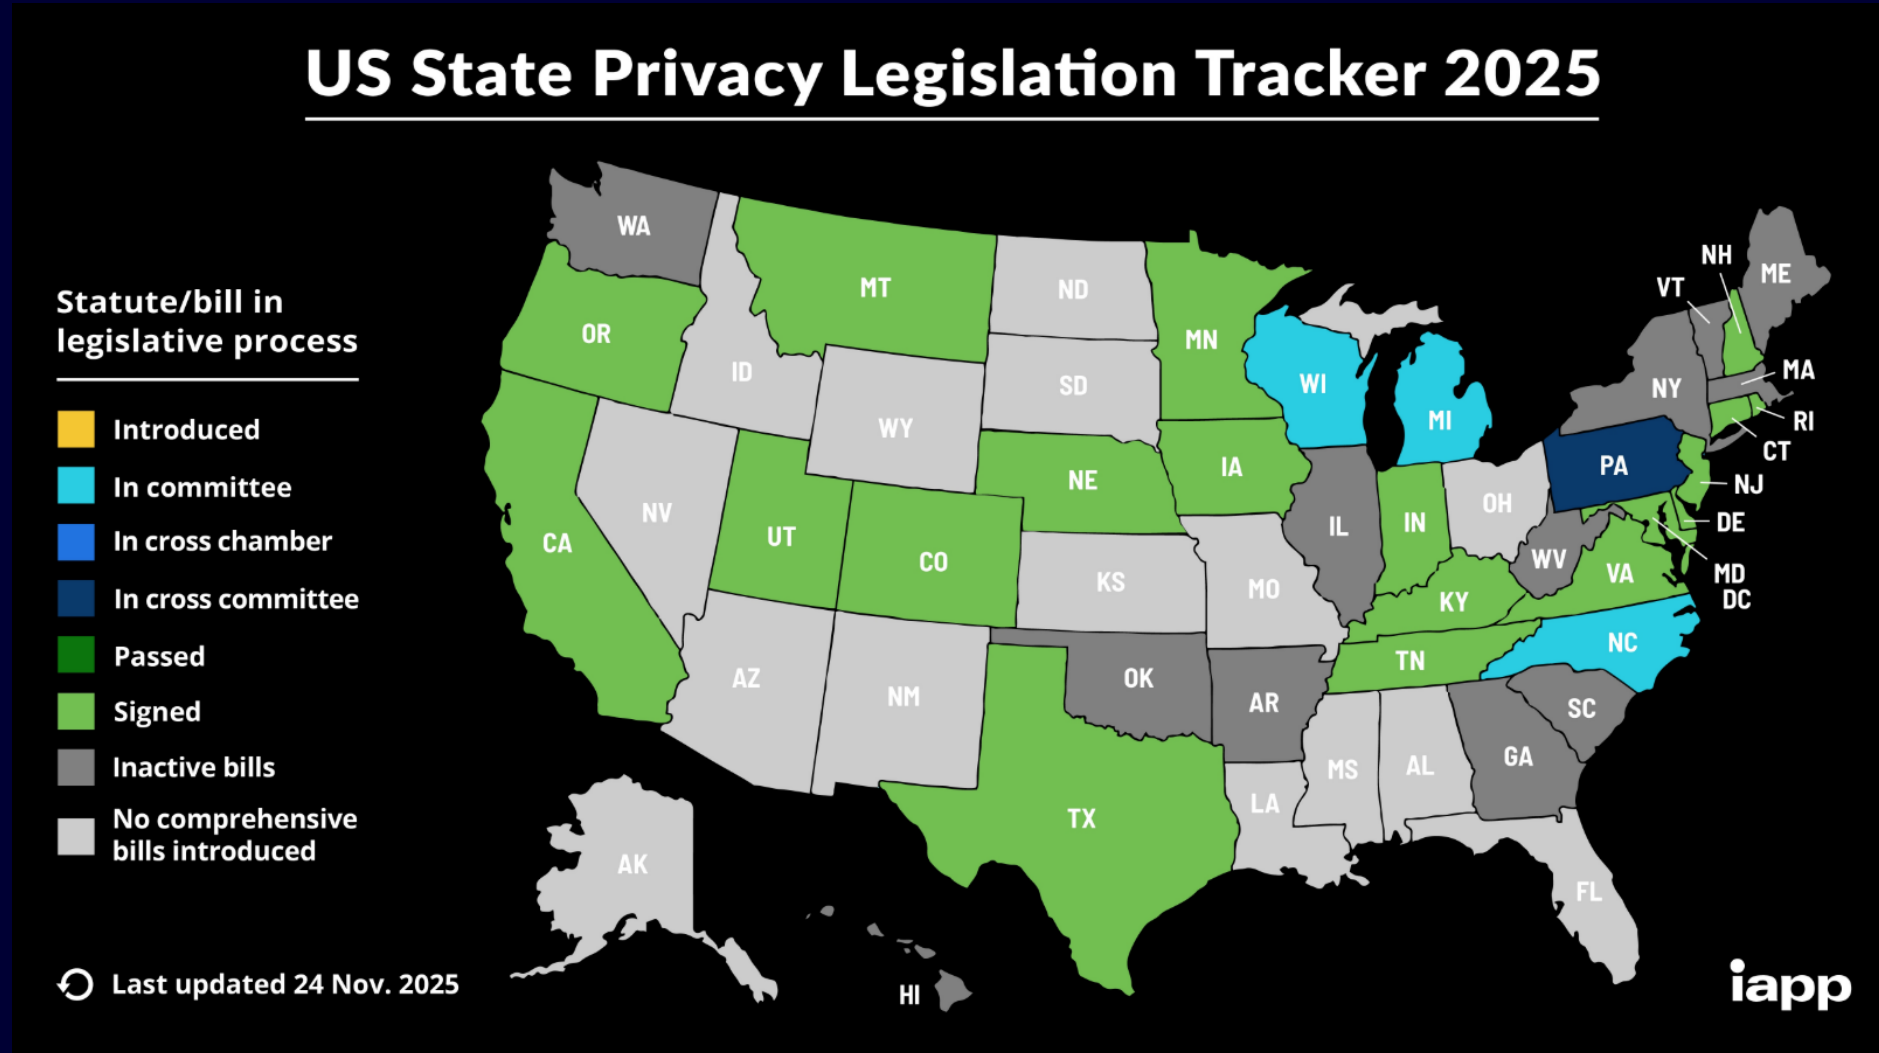 US State Privacy Legislation Tracker 2025
Statute/bill in
legislative process
Introduced
In committee
In cross chamber
In cross committee
Passed
Signed
Inactive bills
No comprehensive
bills introduced
Last updated 24 Nov. 2025
WA
OR
CA
ID
NV
MT
WY
UT
CO
AZ
NM
ND
SD
NE
KS
OK
TX
MN
IA
MO
AR
LA
WI
IL
MI
IN
OH
KY
TN
MS
AL
GA
FL
SC
NC
VA
WV
PA
NY
VT
NH
ME
MA
RI
CT
NJ
DE
MD
DC
AK
HI
iapp